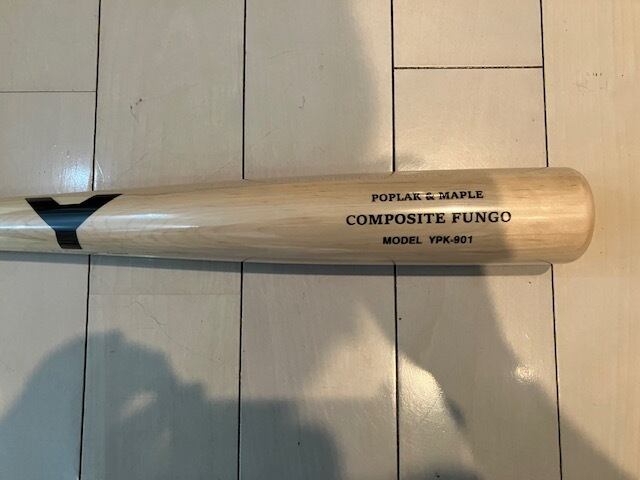 POPLAK & MAPLE
COMPOSITE FUNGO
MODEL YPK-901